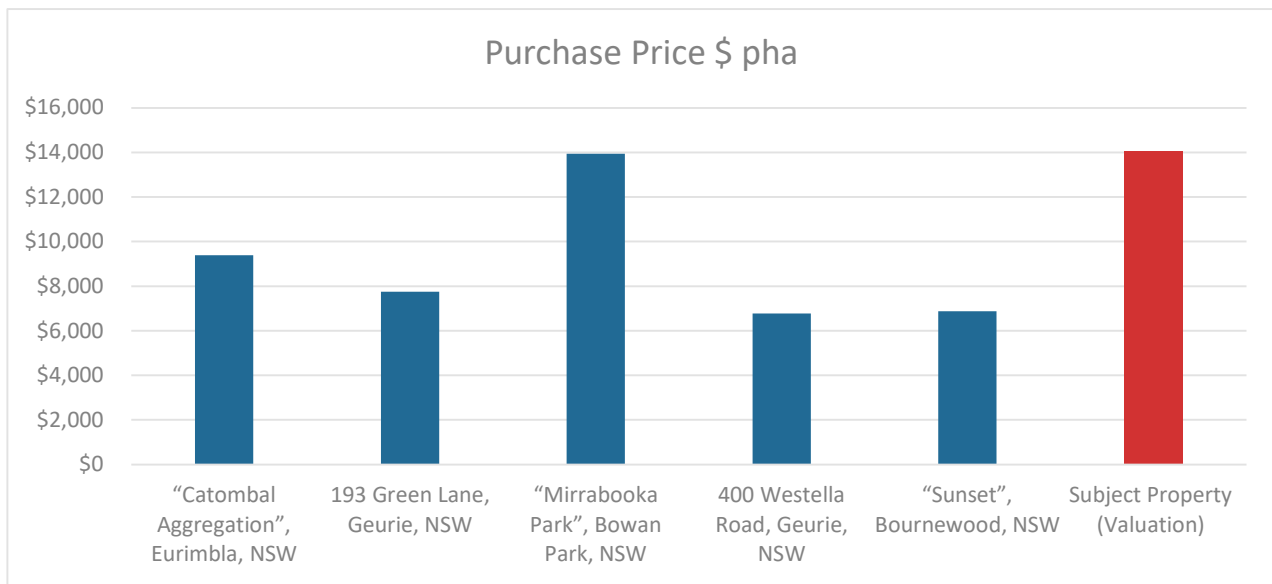 Purchase Price $ pha
$16,000
$14,000
$12,000
$10,000
$8,000
$6,000
$4,000
$2,000
$0
“Catombal
Aggregation”,
Eurimbla, NSW
193 Green Lane,
Geurie, NSW
“Mirrabooka
Park”, Bowan
Park, NSW
400 Westella
Road, Geurie,
NSW
“Sunset”,
Bournewood, NSW
Subject Property
(Valuation)